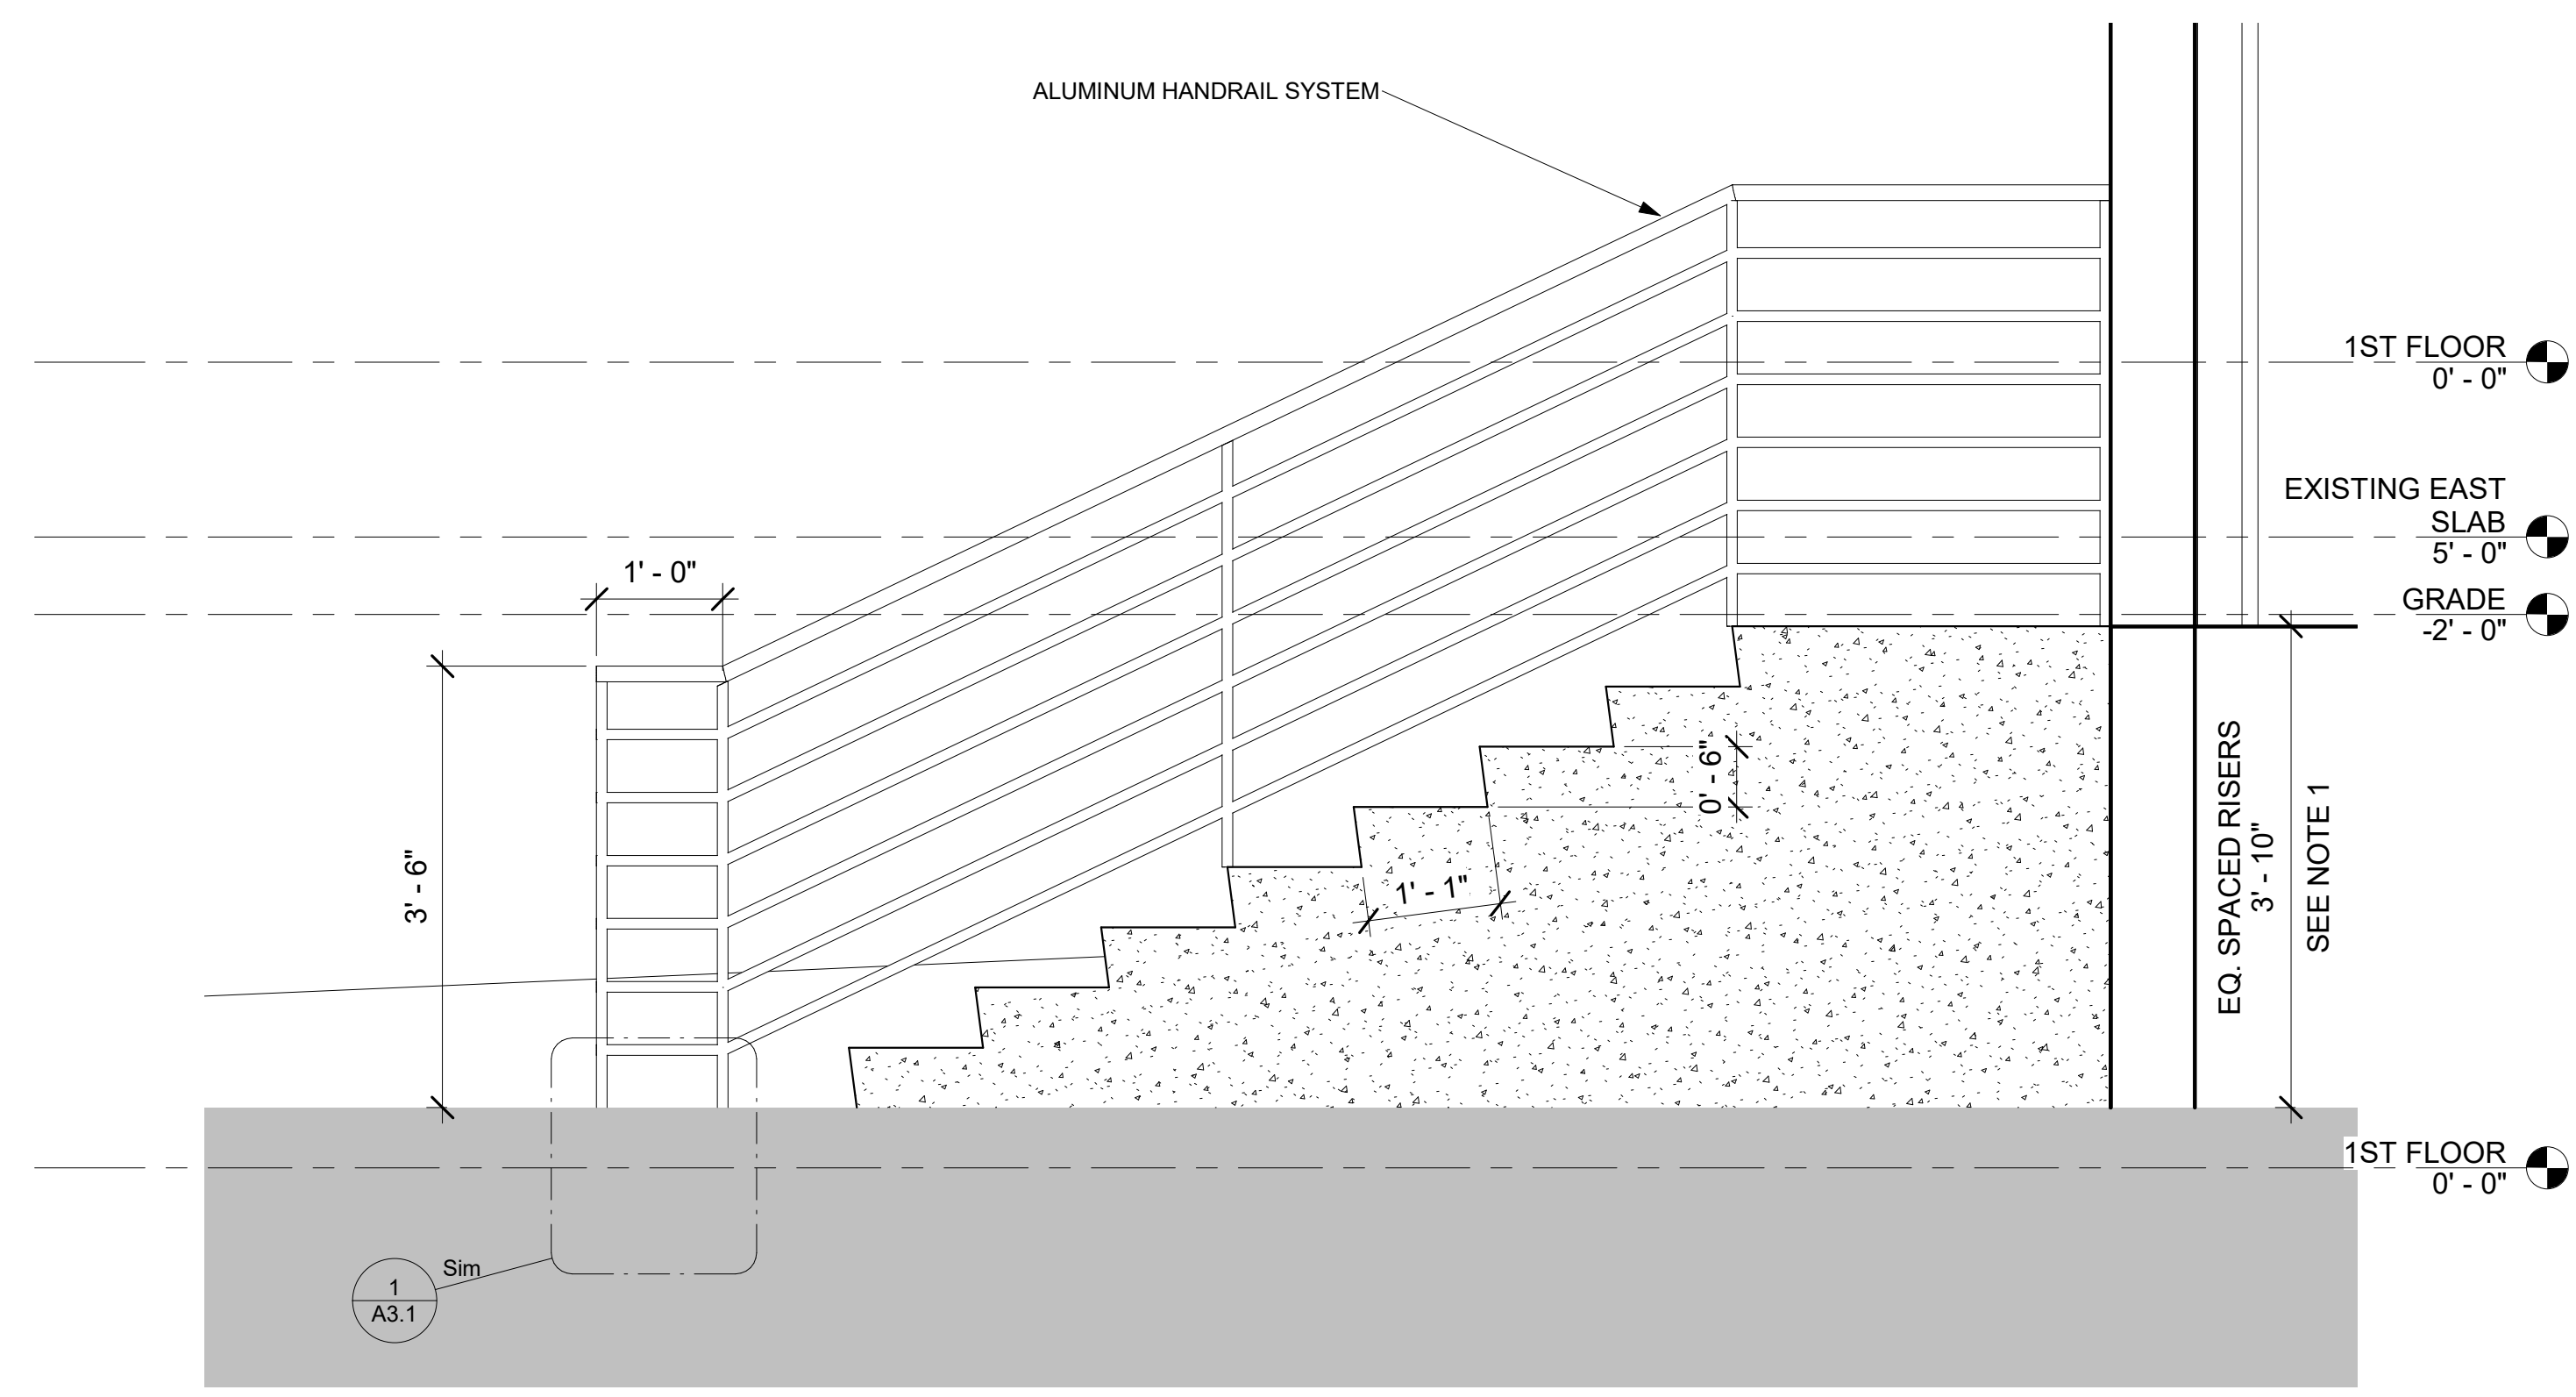 ALUMINUM HANDRAIL SYSTEM
1ST FLOOR
0' - 0"
EXISTING EAST
SLAB
5' - 0"
1' - 0"
GRADE
-2' - 0"
0' - 6"
3' - 6"
1' - 1"
EQ. SPACED RISERS
3' - 10"
SEE NOTE 1
1ST FLOOR
0' - 0"
Sim
1
A3.1